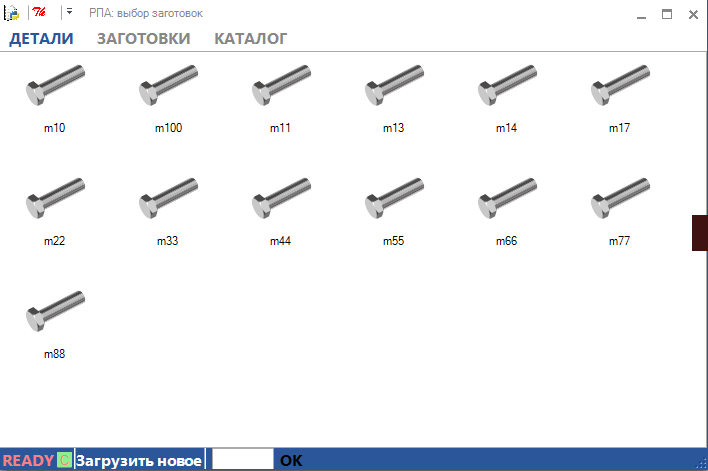 РПА: выбор заготовок
ДЕТАЛИ ЗАГОТОВКИ КАТАЛОГ
m10 m100 m11 m13 m14 m17
m22 m33 m44 m55 m66 m77
m88
READY C Загрузить новое OK